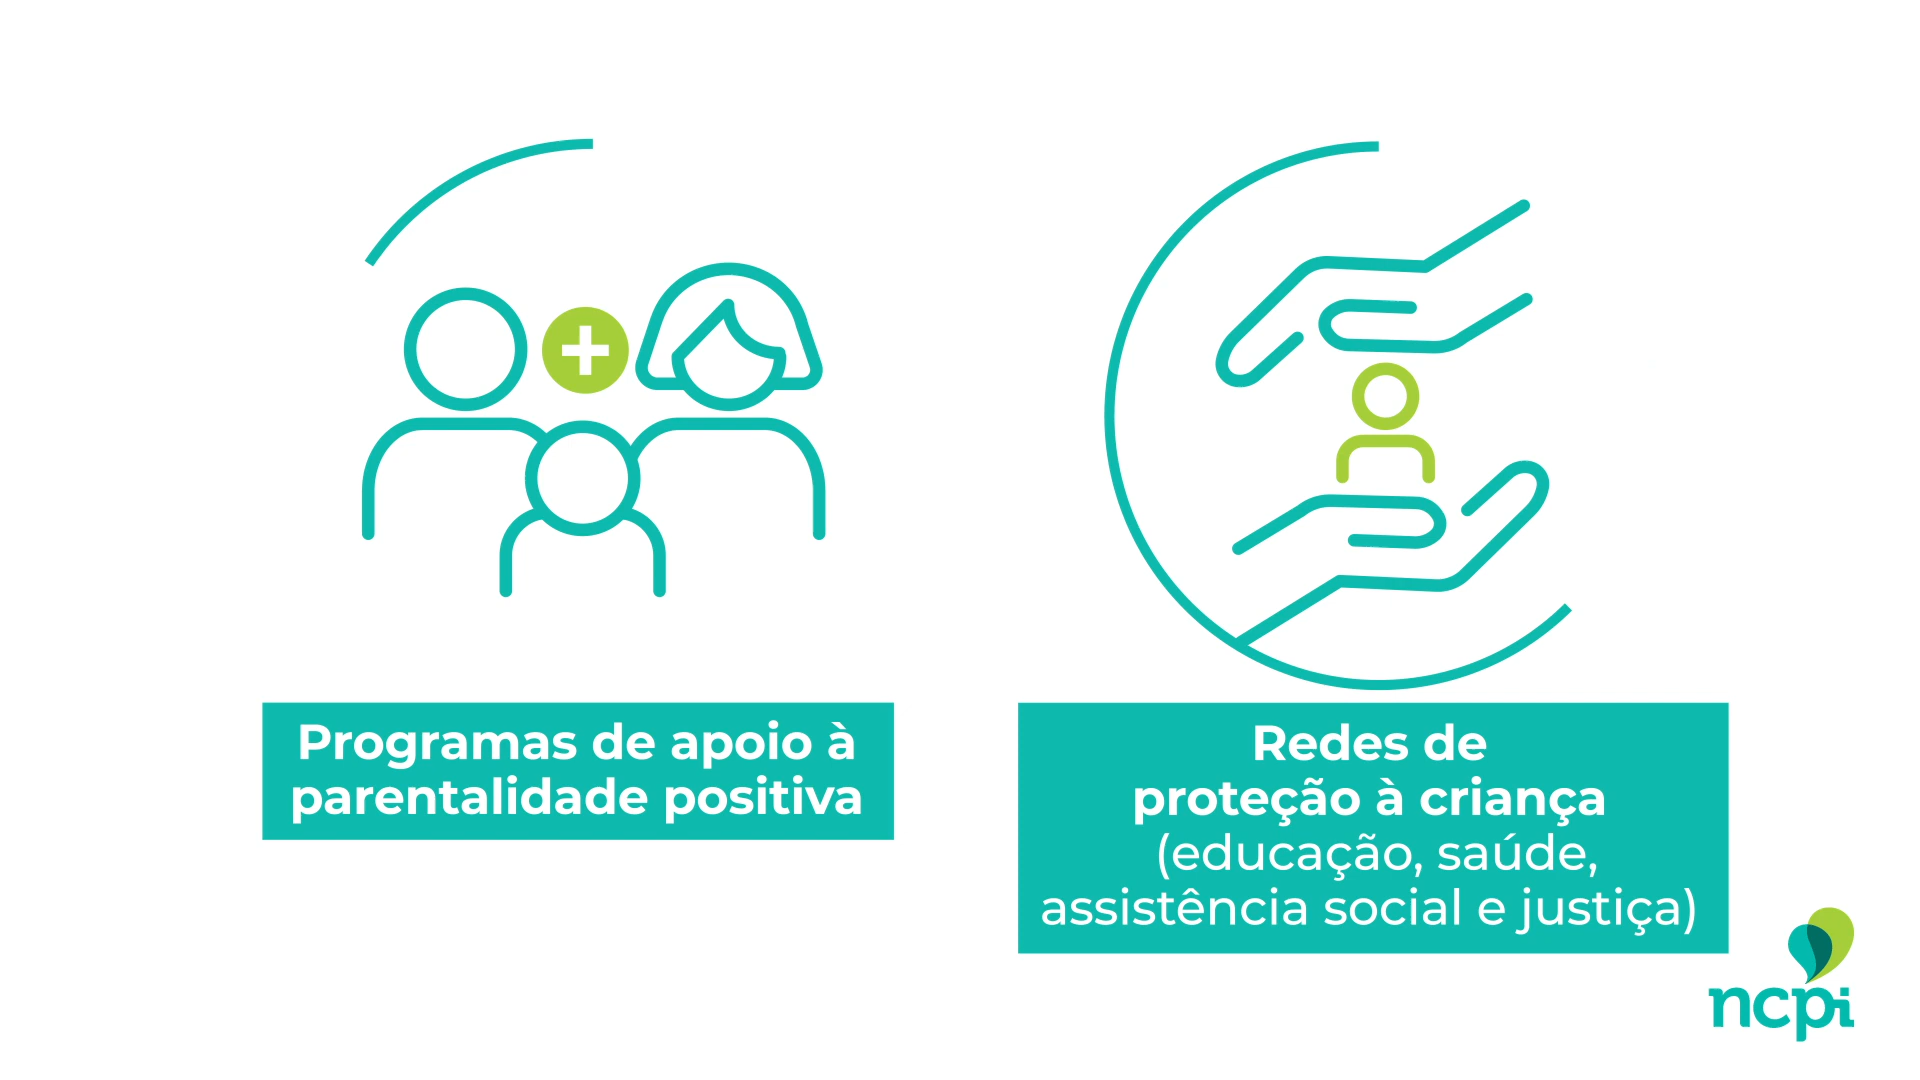 Programas de apoio à
parentalidade positiva
Redes de
proteção à criança
(educação, saúde,
assistência social e justiça)
ncpi